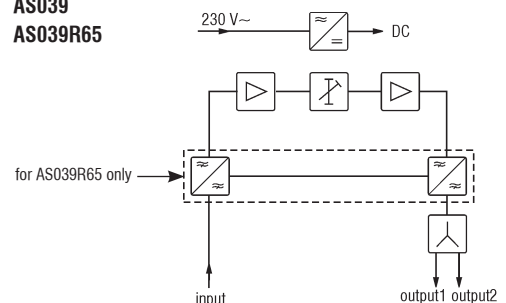 AS039
AS039R65
230 V~
DC
for AS039R65 only
input
output1 output2